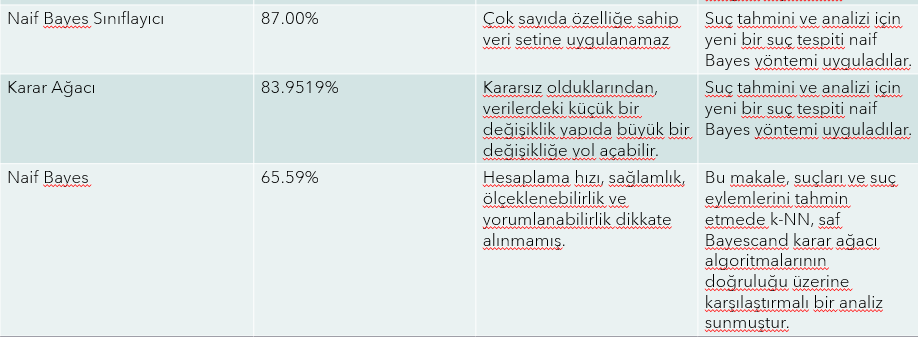 Naif Bayes Sınıflayıcı
87.00%
Çok sayıda özelliğe sahip
veri setine uygulanamaz
Suç tahmini ve analizi için
yeni bir suç tespiti naif
Bayes yöntemi uyguladılar.
Karar Ağacı
83.9519%
Kararsız olduklarından,
verilerdeki küçük bir
değişiklik yapıda büyük bir
değişikliğe yol açabilir.
Suç tahmini ve analizi için
yeni bir suç tespiti naif
Bayes yöntemi uyguladılar.
Naif Bayes
65.59%
Hesaplama hızı, sağlamlık,
ölçeklenebilirlik ve
yorumlanabilirlik dikkate
alınmamış.
Bu makale, suçları ve suç
eylemlerini tahmin
etmede k-NN, saf
Bayescand karar ağacı
algoritmalarının
doğruluğu üzerine
karşılaştırmalı bir analiz
sunmuştur.